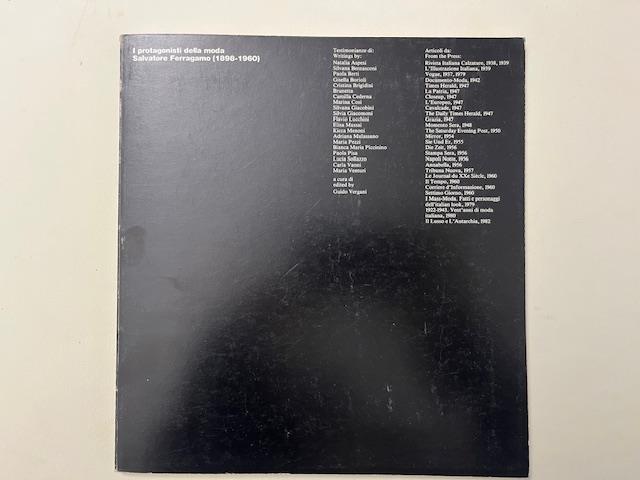 I protagonisti della moda
Salvatore Ferragamo (1898-1960)
Testimonianze di:
Writings by:
Natalia Aspesi
Silvana Bernasconi
Paola Berti
Gisella Borioli
Cristina Brigidini
Brunetta
Camilla Cederna
Marina Cosi
Silvana Giacobini
Silvia Giacomoni
Flavio Lucchini
Elisa Massai
Kicca Menoni
Adriana Mulassano
Maria Pezzi
Bianca Maria Piccinino
Paola Pisa
Lucia Sollazzo
Carla Vanni
Maria Venturi
a cura di
edited by
Guido Vergani
Articoli da:
From the Press:
Rivista Italiana Calzature, 1938, 1939
L'Illustrazione Italiana, 1939
Vogue, 1957, 1979
Documento-Moda, 1942
Times Herald, 1947
La Patria, 1947
Closeup, 1947
L'Europeo, 1947
Cavalcade, 1947
The Daily Times Herald, 1947
Grazia, 1947
Momento Sera, 1948
The Saturday Evening Post, 1950
Mirror, 1954
Sie Und Er, 1955
Die Zeit, 1956
Stampa Sera, 1956
Napoli Notte, 1956
Annabella, 1956
Tribuna Nuova, 1957
Le Journal du XXe Siècle, 1960
Il Tempo, 1960
Corriere d'Informazione, 1960
Settimo Giorno, 1960
I Mass-Moda. Fatti e personaggi
dell'italian look, 1979
1922-1943. Vent'anni di moda
italiana, 1980
Il Lusso e L'Autarchia, 1982